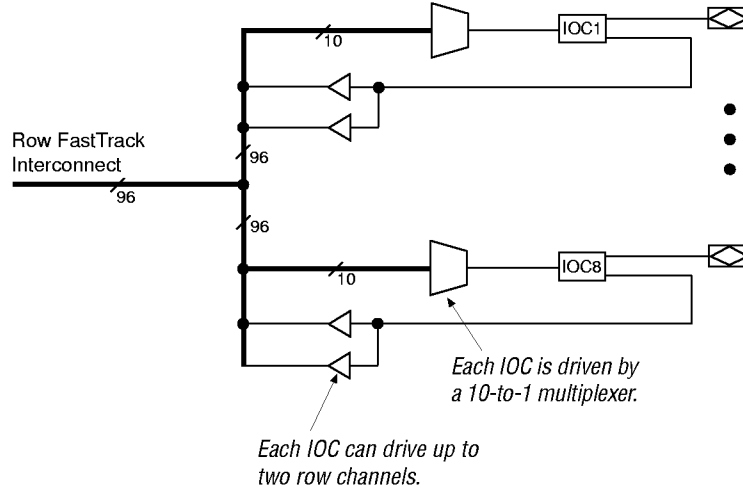 10
IOC1
Row FastTrack
Interconnect
96
96
96
10
IOC8
Each IOC is driven by
a 10-to-1 multiplexer.
Each IOC can drive up to
two row channels.